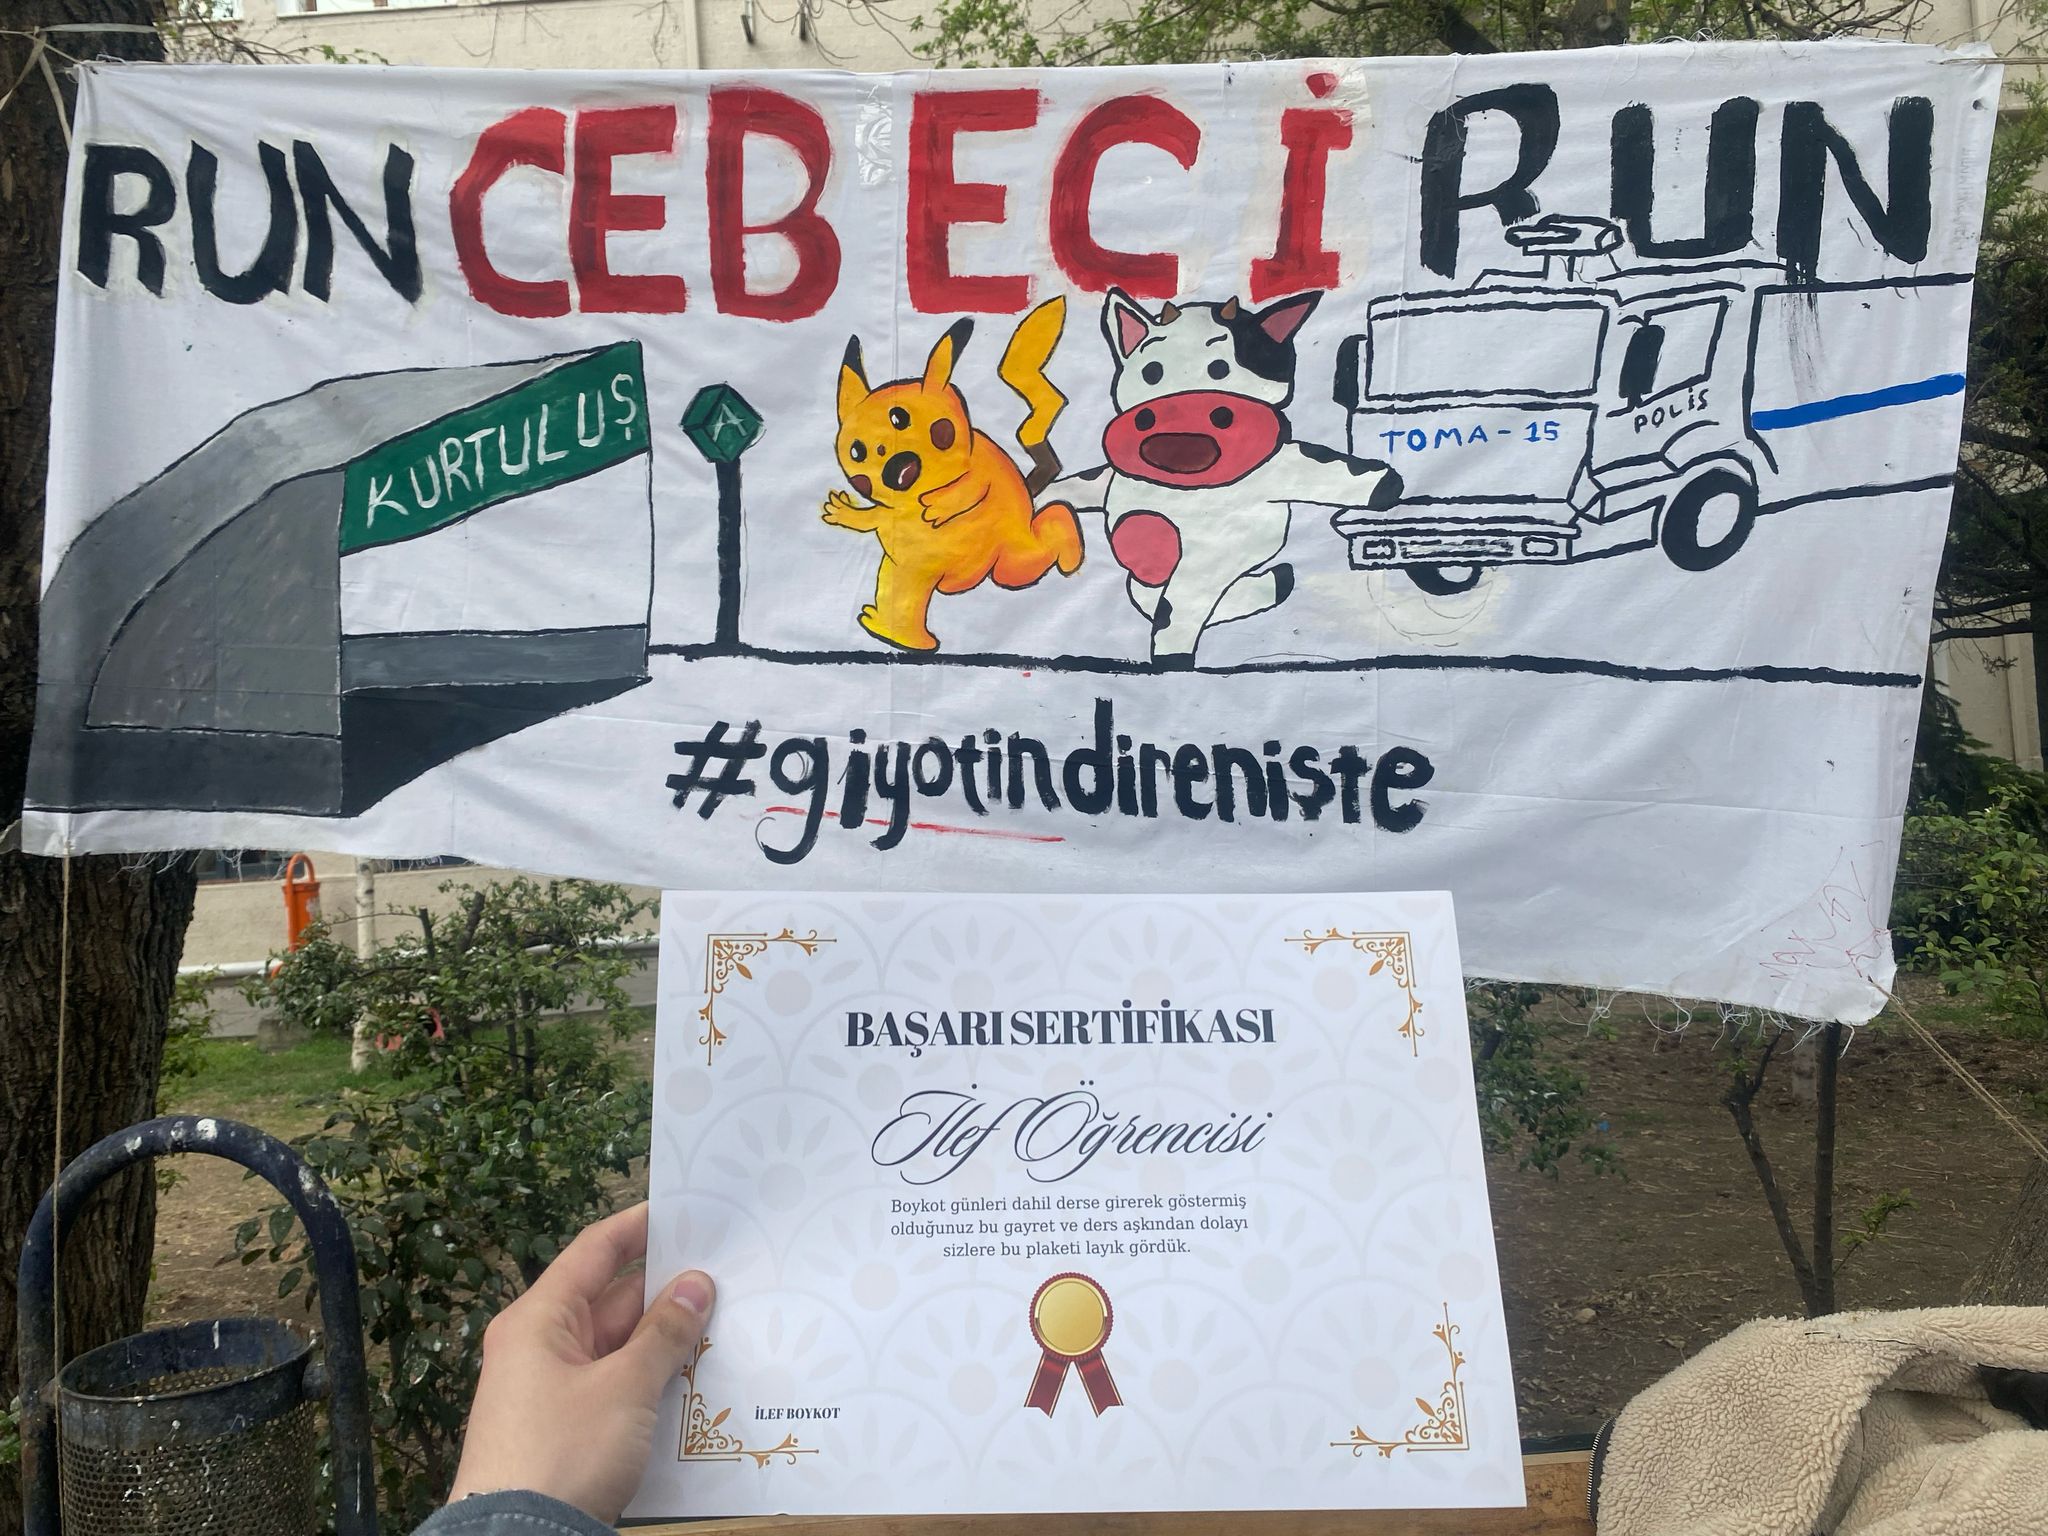 RUN CEBECİ RUN
KURTULUŞ
A
TOMA-15
POLİS
#giyotindirenişte
BAŞARI SERTİFİKASI
İlef Öğrencisi
Boykot günleri dahil derse girerek göstermiş
olduğunuz bu gayret ve ders aşkından dolayı
sizlere bu plaketi layık gördük.
İLEF BOYKOT